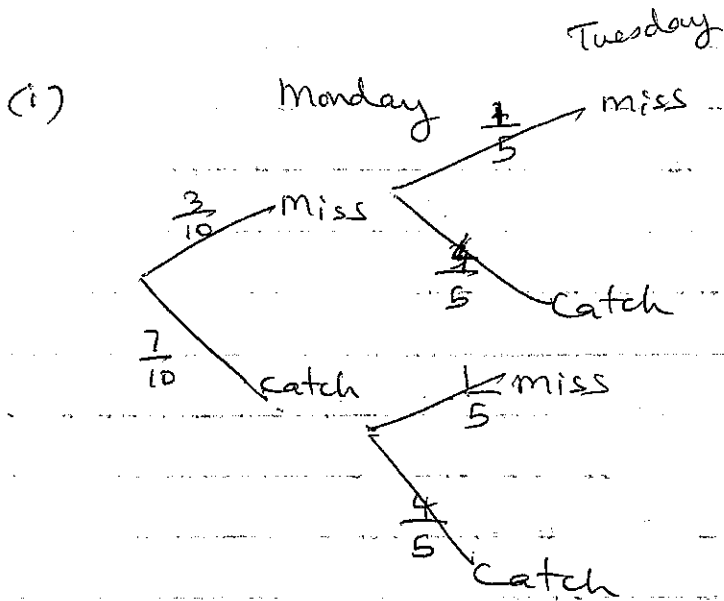 Tuesday
(i) Monday
1/5 miss
3/10 Miss
4/5 Catch
7/10 Catch
1/5 miss
4/5 Catch